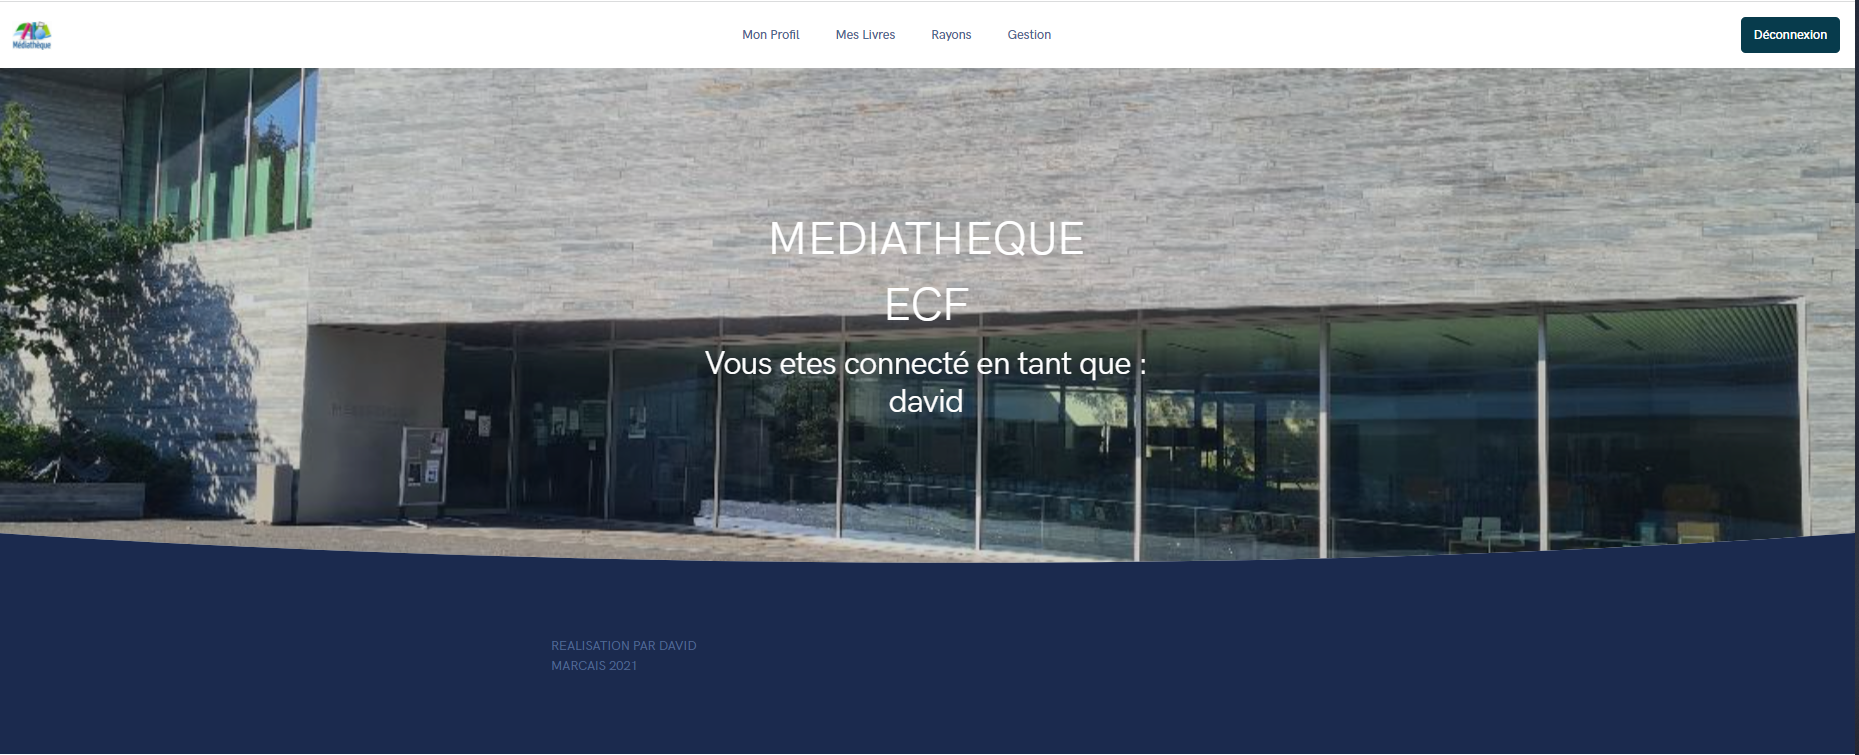 Médiathèque
Mon Profil
Mes Livres
Rayons
Gestion
Déconnexion
MEDIATHEQUE
ECF
Vous etes connecté en tant que :
david
REALISATION PAR DAVID
MARCAIS 2021